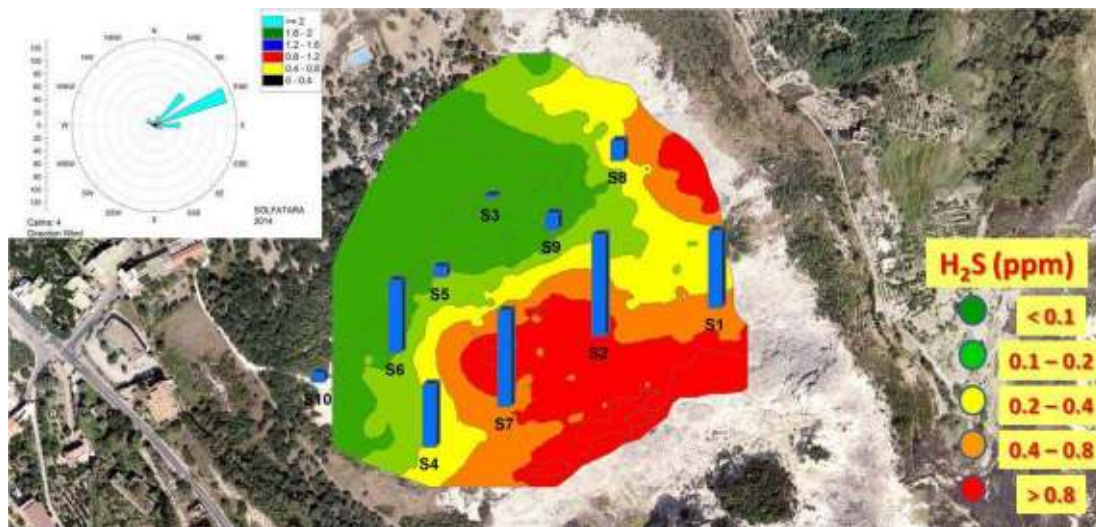 >= 2
1.6 - 2
1.2 - 1.6
0.8 - 1.2
0.4 - 0.8
0 - 0.4
W
E
SW
SE
Calms: 4
Direction Wind
SOLFATARA
2014
S8
S3
S9
S5
S1
S2
S6
S10
S7
S4
H₂S (ppm)
< 0.1
0.1 – 0.2
0.2 – 0.4
0.4 – 0.8
> 0.8